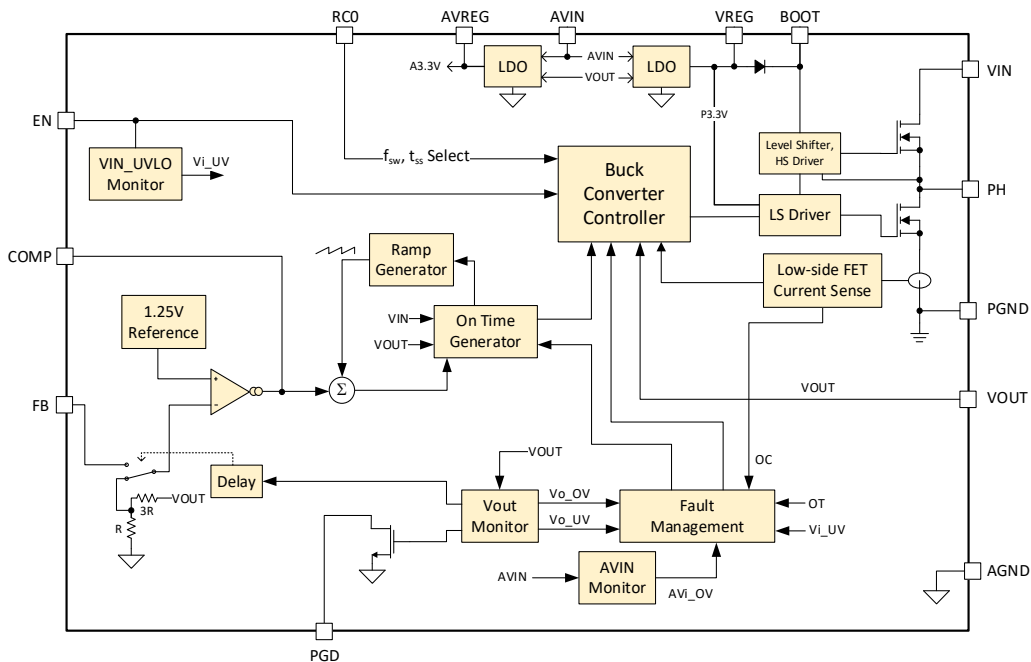 RC0
AVREG
AVIN
VREG
BOOT
A3.3V
LDO
AVIN
VOUT
LDO
P3.3V
VIN
EN
VIN_UVLO
Monitor
Vi_UV
fsw, tss Select
Buck
Converter
Controller
Level Shifter,
HS Driver
PH
LS Driver
COMP
Ramp
Generator
Low-side FET
Current Sense
1.25V
Reference
VIN
VOUT
On Time
Generator
PGND
+
-
Σ
VOUT
VOUT
FB
OC
VOUT
Delay
VOUT
3R
R
Vout
Monitor
Vo_OV
Vo_UV
Fault
Management
OT
Vi_UV
AVIN
AVIN
Monitor
AVi_OV
AGND
PGD